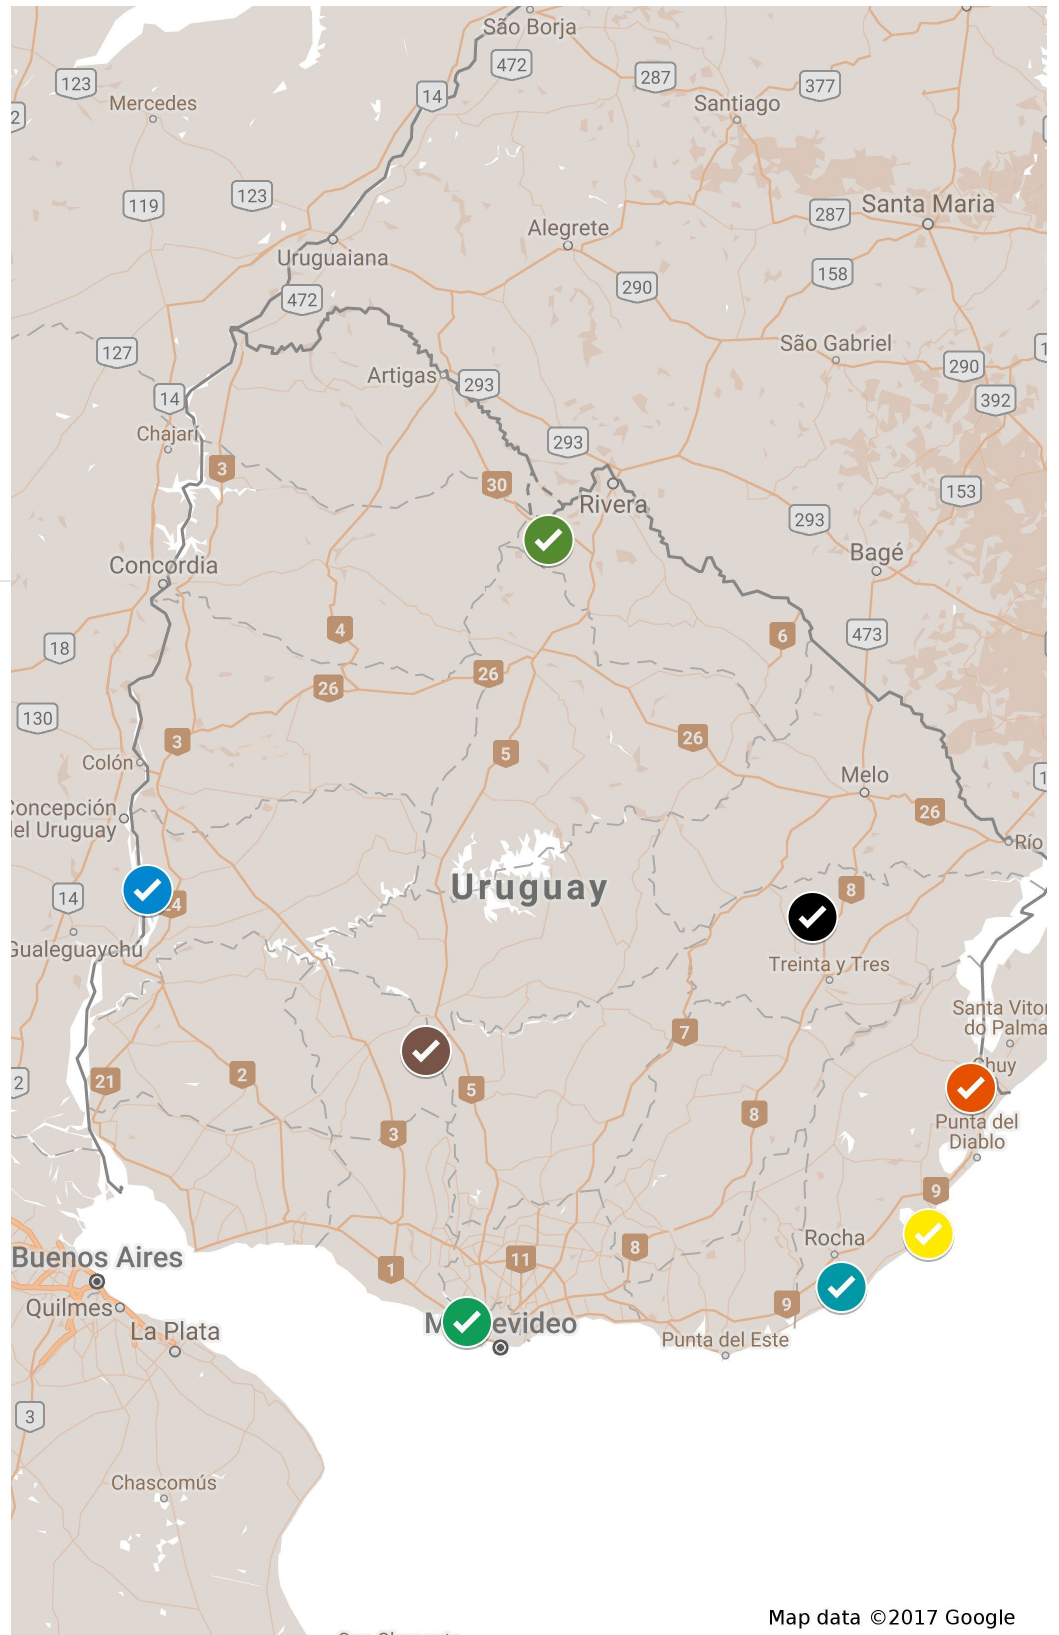 São Borja
472
123
287
377
14
Mercedes
Santiago
2
123
119
Santa Maria
287
Alegrete
Uruguaiana
158
290
472
São Gabriel
127
290
Artigas
293
14
392
Chajarí
293
3
30
153
Rivera
293
Bagé
Concordia
4
6
473
18
26
26
130
3
26
5
Colón
Melo
Concepción
del Uruguay
26
Río
Uruguay
14
8
24
Gualeguaychú
Treinta y Tres
Santa Vitor
do Palma
7
Chuy
2
21
2
5
8
Punta del
Diablo
3
9
Rocha
8
Buenos Aires
11
1
Quilmes
9
La Plata
Montevideo
Punta del Este
3
Chascomús
Map data ©2017 Google